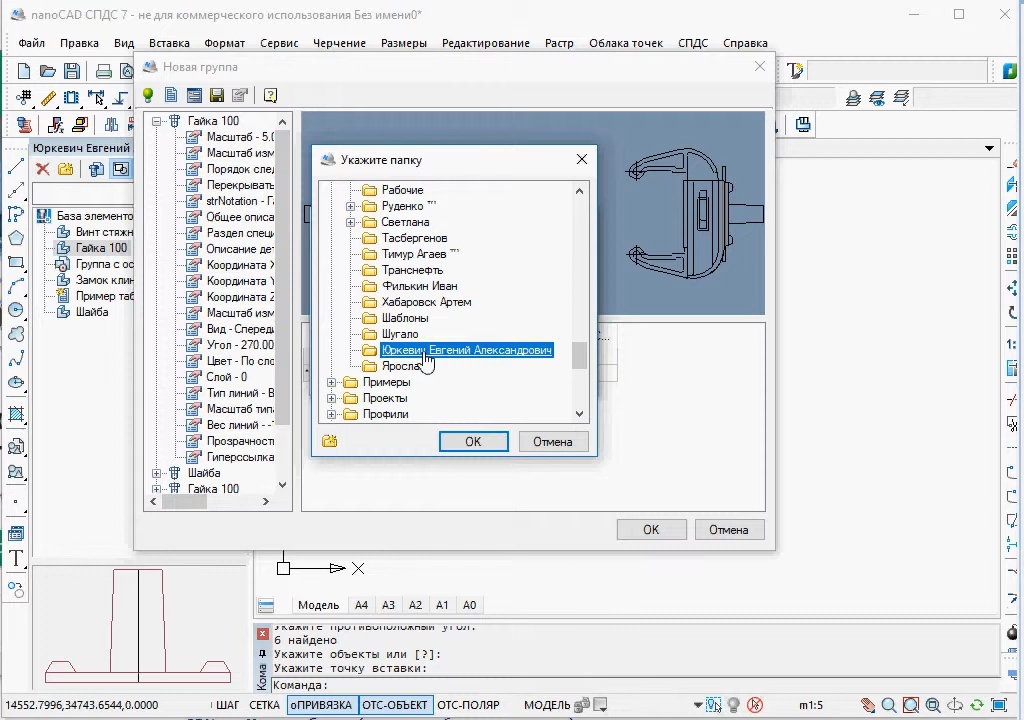 nanoCAD СПДС 7 - не для коммерческого использования Без имени0*
Файл Правка Вид Вставка Формат Сервис Черчение Размеры Редактирование Растр Облака точек СПДС Справка
Новая группа
Юркевич Евгений
База элементо
Винт стяжн
Гайка 100
Группа с ос
Замок клин
Пример таб
Шайба
Гайка 100
Масштаб - 5.0
Масштаб изм
Порядок след
Перекрывать
strNotation - Г
Общее описа
Раздел специ
Описание де
Координата X
Координата Y
Координата Z
Масштаб изм
Вид - Спереди
Угол - 270.00
Цвет - По сло
Слой - 0
Тип линий - В
Масштаб типа
Вес линий - -
Прозрачност
Гиперссылка
Шайба
Гайка 100
Укажите папку
Рабочие
Руденко ™
Светлана
Тасбергенов
Тимур Агаев ™
Транснефть
Филькин Иван
Хабаровск Артем
Шаблоны
Шугало
Юркевич Евгений Александрович
Яросла
Примеры
Проекты
Профили
OK Отмена
OK Отмена
Модель A4 A3 A2 A1 A0
Укажите противоположный угол:
6 найдено
Укажите объекты или [?]:
Укажите точку вставки:
Команда:
Кома
14552.7996,34743.6544,0.0000 ШАГ СЕТКА оПРИВЯЗКА ОТС-ОБЪЕКТ ОТС-ПОЛЯР МОДЕЛЬ m1:5